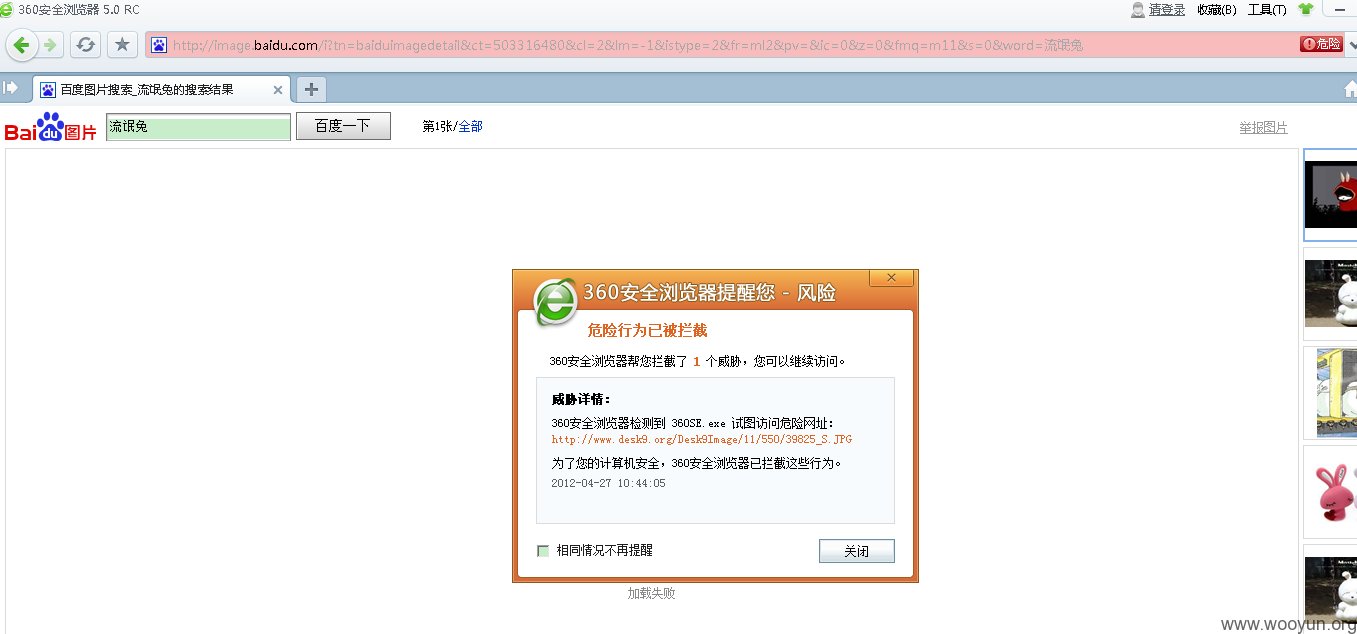 360安全浏览器 5.0 RC
请登录 收藏(B) 工具(T)
http://image.baidu.com/i?tn=baiduimagedetail&ct=503316480&cl=2&lm=-1&istype=2&fr=ml2&pv=&ic=0&z=0&fmq=m11&s=0&word=流氓兔
危险
百度图片搜索_流氓兔的搜索结果
Bai du 图片
流氓兔
百度一下
第1张/全部
举报图片
360安全浏览器提醒您 - 风险
危险行为已被拦截
360安全浏览器帮您拦截了 1 个威胁，您可以继续访问。
威胁详情：
360安全浏览器检测到 360SE.exe 试图访问危险网址：
http://www.desk9.org/Desk9Image/11/550/39825_S.JPG
为了您的计算机安全，360安全浏览器已拦截这些行为。
2012-04-27 10:44:05
相同情况不再提醒
关闭
加载失败
www.wooyun.org